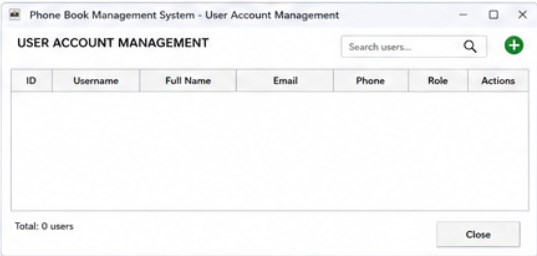 Phone Book Management System - User Account Management
USER ACCOUNT MANAGEMENT
Search users...
ID Username Full Name Email Phone Role Actions
Total: 0 users
Close